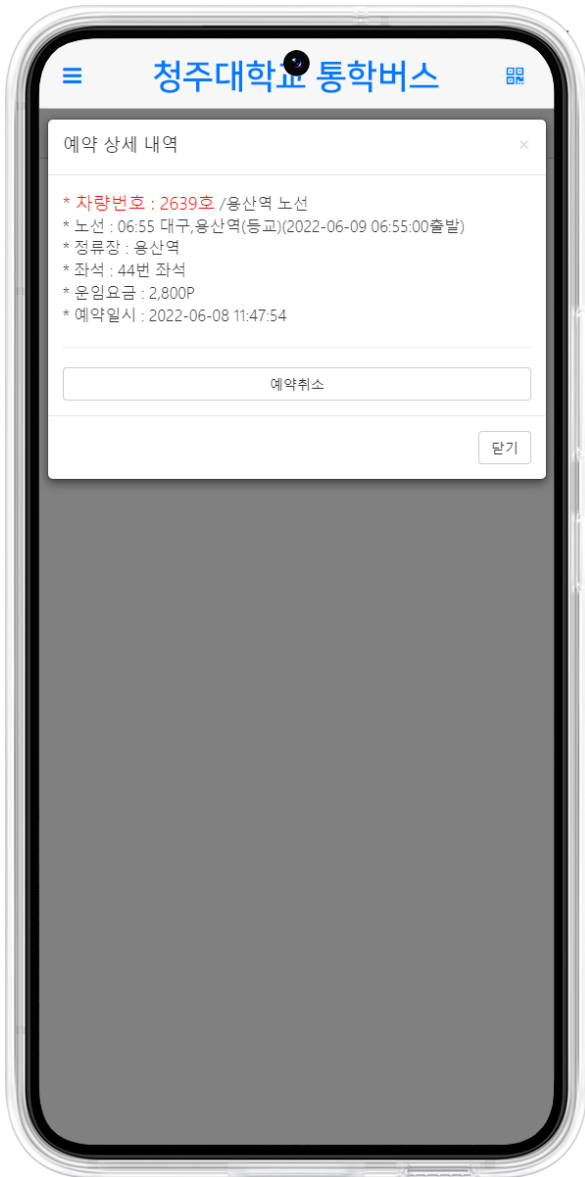 청주대학교 통학버스
예약 상세 내역
* 차량번호 : 2639호 /용산역 노선
* 노선 : 06:55 대구,용산역(등교)(2022-06-09 06:55:00출발)
* 정류장 : 용산역
* 좌석 : 44번 좌석
* 운임요금 : 2,800P
* 예약일시 : 2022-06-08 11:47:54
예약취소
닫기